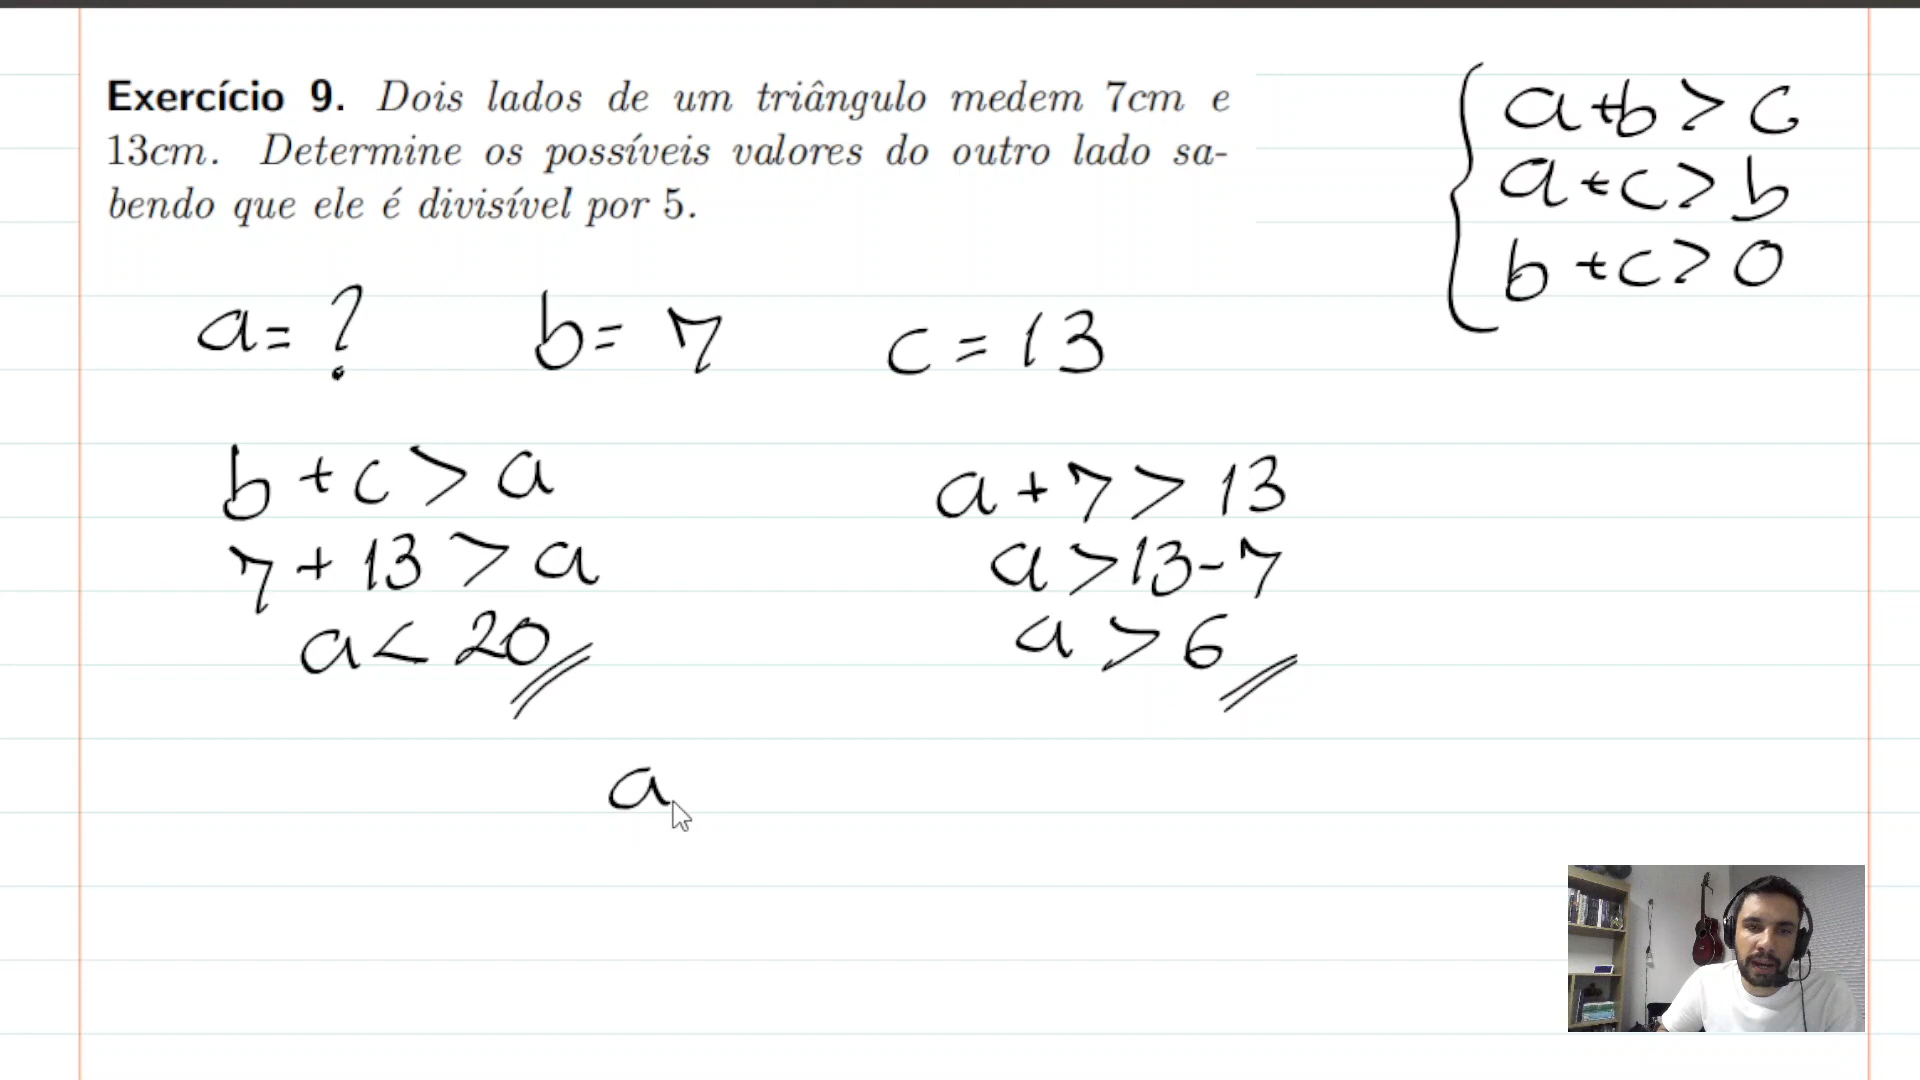 Exercício 9. Dois lados de um triângulo medem 7cm e
13cm. Determine os possíveis valores do outro lado sa-
bendo que ele é divisível por 5.
a+b > c
a+c > b
b+c > 0
a = ? b = 7 c = 13
b + c > a
7 + 13 > a
a < 20
a + 7 > 13
a > 13 - 7
a > 6
a